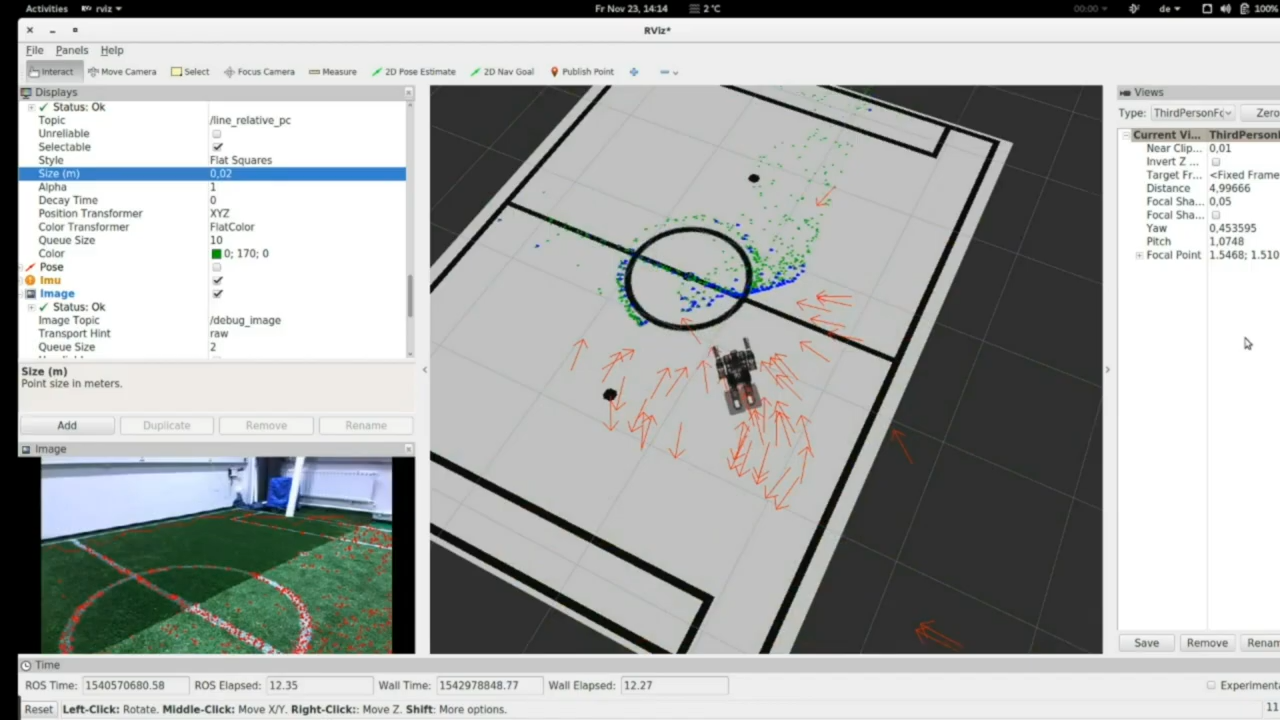 Activities rviz Fr Nov 23, 14:14 2 °C 00:00 de 100%
RViz*
File Panels Help
Interact Move Camera Select Focus Camera Measure 2D Pose Estimate 2D Nav Goal Publish Point
Displays
Status: Ok
Topic /line_relative_pc
Unreliable
Selectable
Style Flat Squares
Size (m) 0,02
Alpha 1
Decay Time 0
Position Transformer XYZ
Color Transformer FlatColor
Queue Size 10
Color 0; 170; 0
Pose
Imu
Image
Status: Ok
Image Topic /debug_image
Transport Hint raw
Queue Size 2
Size (m)
Point size in meters.
Add Duplicate Remove Rename
Image
Views
Type: ThirdPersonFc Zero
Current Vi... ThirdPersonF
Near Clip... 0,01
Invert Z ...
Target Fr... <Fixed Frame
Distance 4,99666
Focal Sha... 0,05
Focal Sha...
Yaw 0,453595
Pitch 1,0748
Focal Point 1.5468; 1.510
Save Remove Renam
Time
ROS Time: 1540570680.58 ROS Elapsed: 12.35 Wall Time: 1542978848.77 Wall Elapsed: 12.27 Experimenta
Reset Left-Click: Rotate. Middle-Click: Move X/Y. Right-Click:: Move Z. Shift: More options. 11